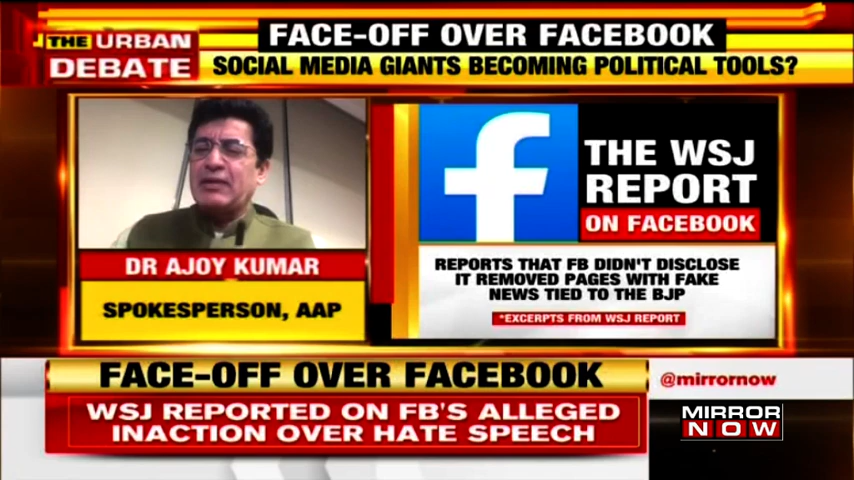 THE URBAN
DEBATE
FACE-OFF OVER FACEBOOK
SOCIAL MEDIA GIANTS BECOMING POLITICAL TOOLS?
DR AJOY KUMAR
SPOKESPERSON, AAP
f
THE WSJ
REPORT
ON FACEBOOK
REPORTS THAT FB DIDN'T DISCLOSE
IT REMOVED PAGES WITH FAKE
NEWS TIED TO THE BJP
*EXCERPTS FROM WSJ REPORT
FACE-OFF OVER FACEBOOK
WSJ REPORTED ON FB'S ALLEGED
INACTION OVER HATE SPEECH
@mirrornow
MIRROR
NOW